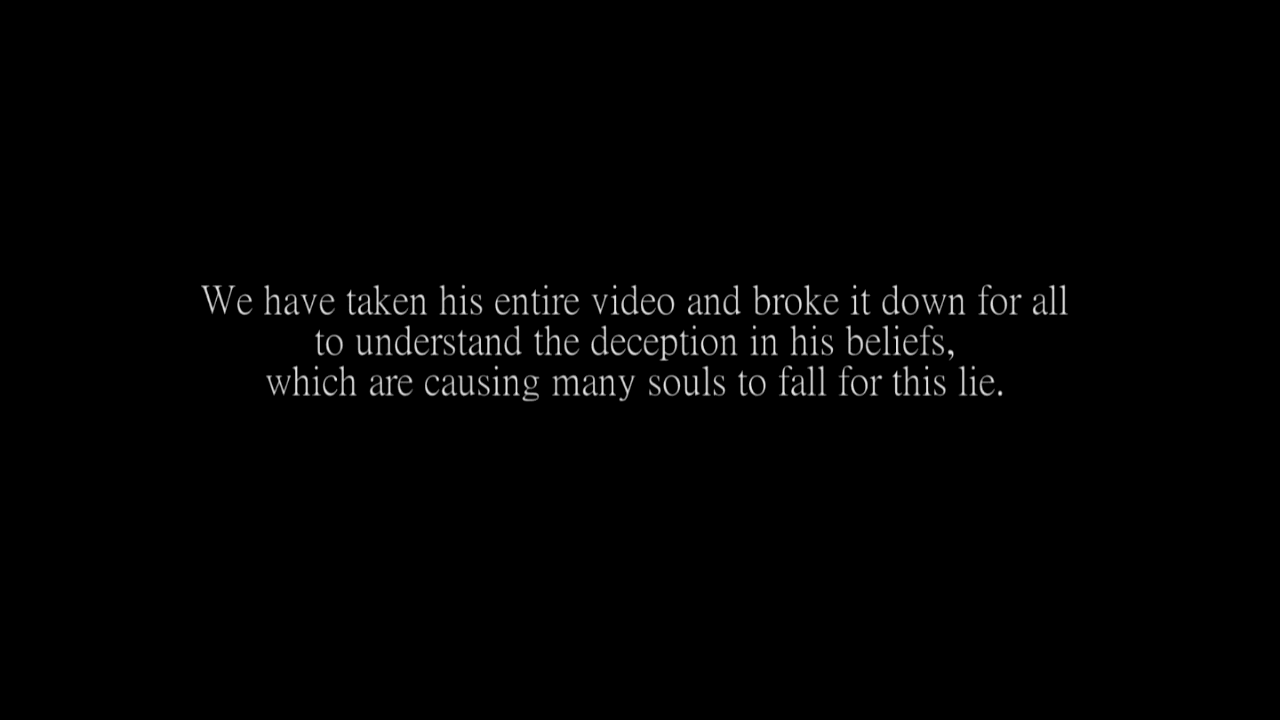 We have taken his entire video and broke it down for all
to understand the deception in his beliefs,
which are causing many souls to fall for this lie.